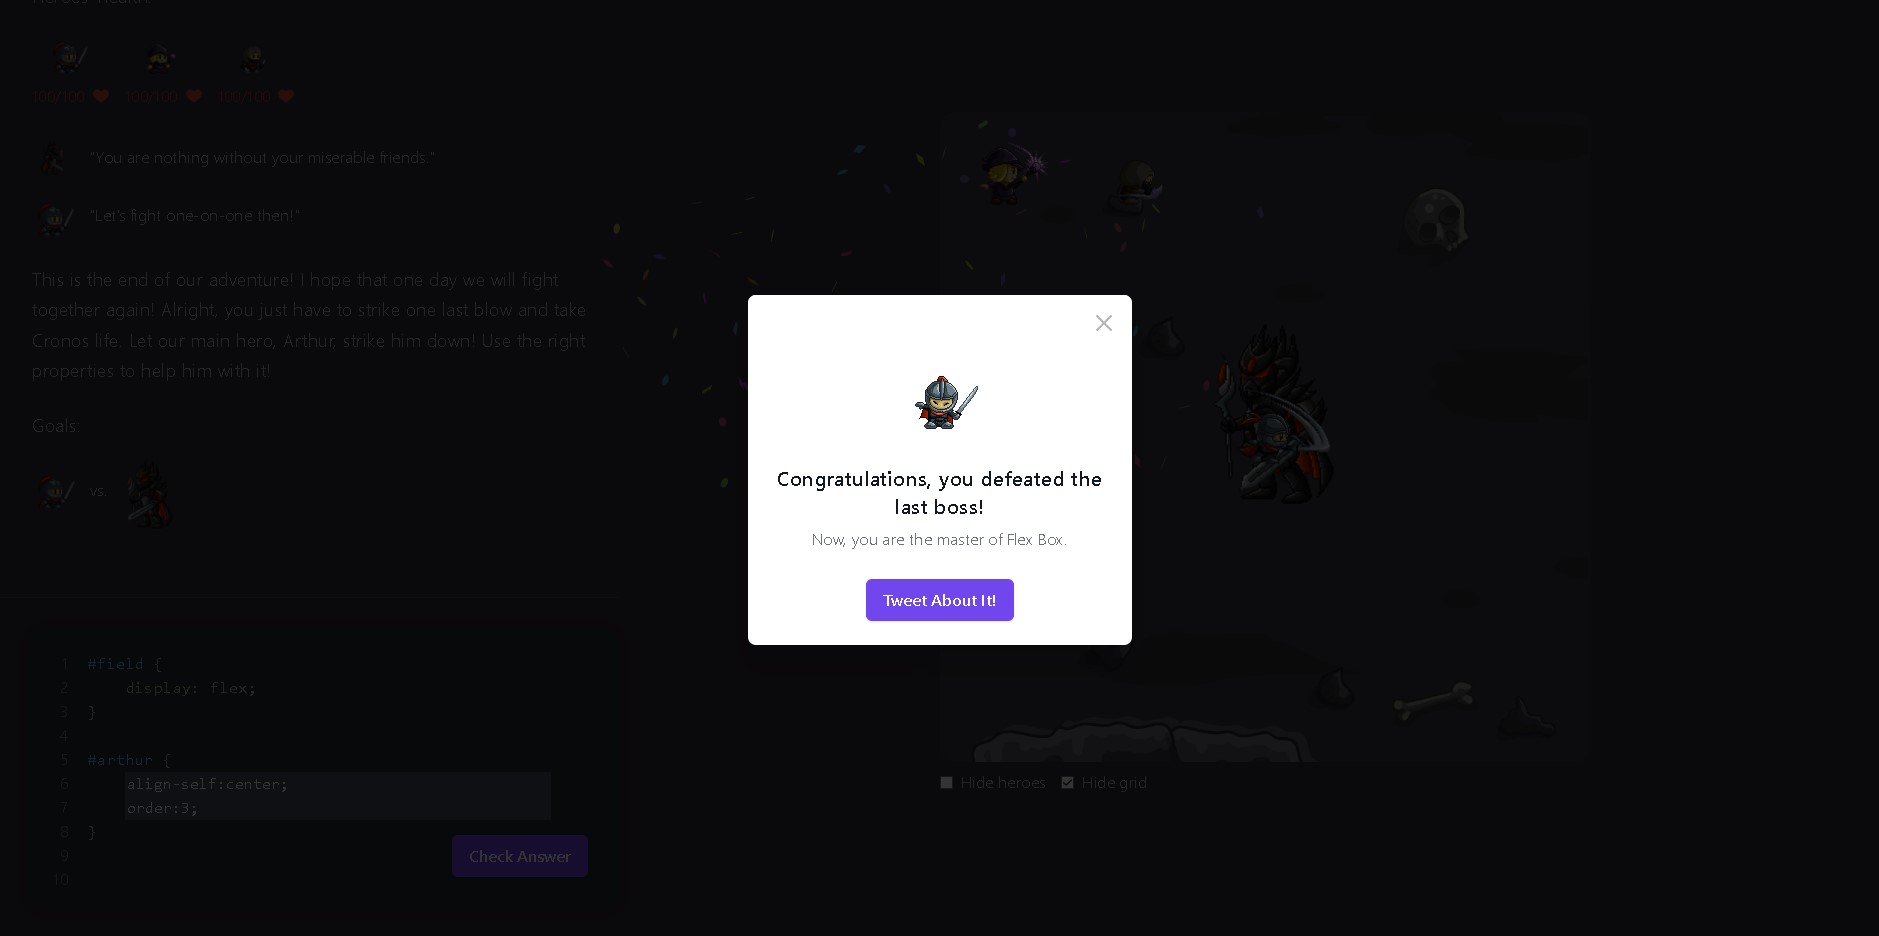 Heroes' Health:
100/100 100/100 100/100
"You are nothing without your miserable friends."
"Let's fight one-on-one then!"
This is the end of our adventure! I hope that one day we will fight
together again! Alright, you just have to strike one last blow and take
Cronos life. Let our main hero, Arthur, strike him down! Use the right
properties to help him with it!
Goals:
vs.
1 #field {
2 display: flex;
3 }
4
5 #arthur {
6 align-self:center;
7 order:3;
8 }
9
10
Check Answer
Congratulations, you defeated the
last boss!
Now, you are the master of Flex Box.
Tweet About It!
Hide heroes Hide grid